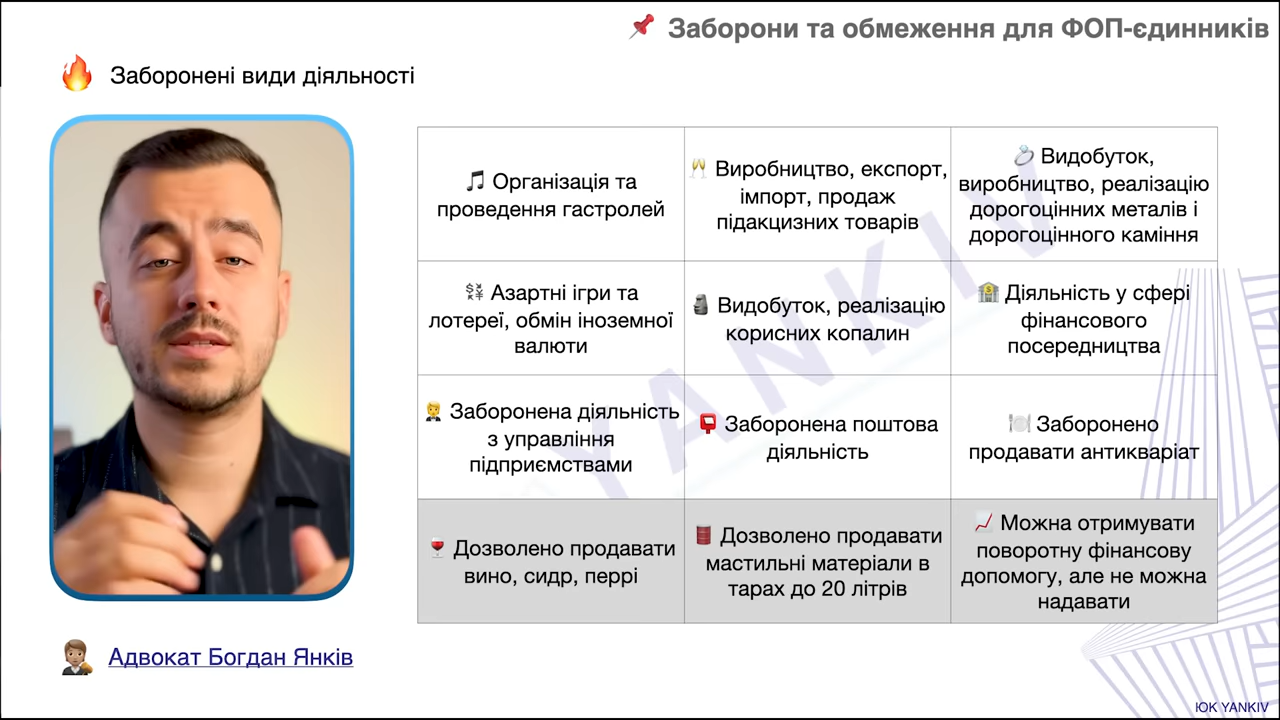 Заборони та обмеження для ФОП-єдинників
Заборонені види діяльності
Організація та
проведення гастролей
Виробництво, експорт,
імпорт, продаж
підакцизних товарів
Видобуток,
виробництво, реалізацію
дорогоцінних металів і
дорогоцінного каміння
Азартні ігри та
лотереї, обмін іноземної
валюти
Видобуток, реалізацію
корисних копалин
Діяльність у сфері
фінансового
посередництва
Заборонена діяльність
з управління
підприємствами
Заборонена поштова
діяльність
Заборонено
продавати антикваріат
Дозволено продавати
вино, сидр, перрі
Дозволено продавати
мастильні матеріали в
тарах до 20 літрів
Можна отримувати
поворотну фінансову
допомогу, але не можна
надавати
Адвокат Богдан Янків
YANKIV
ЮК YANKIV